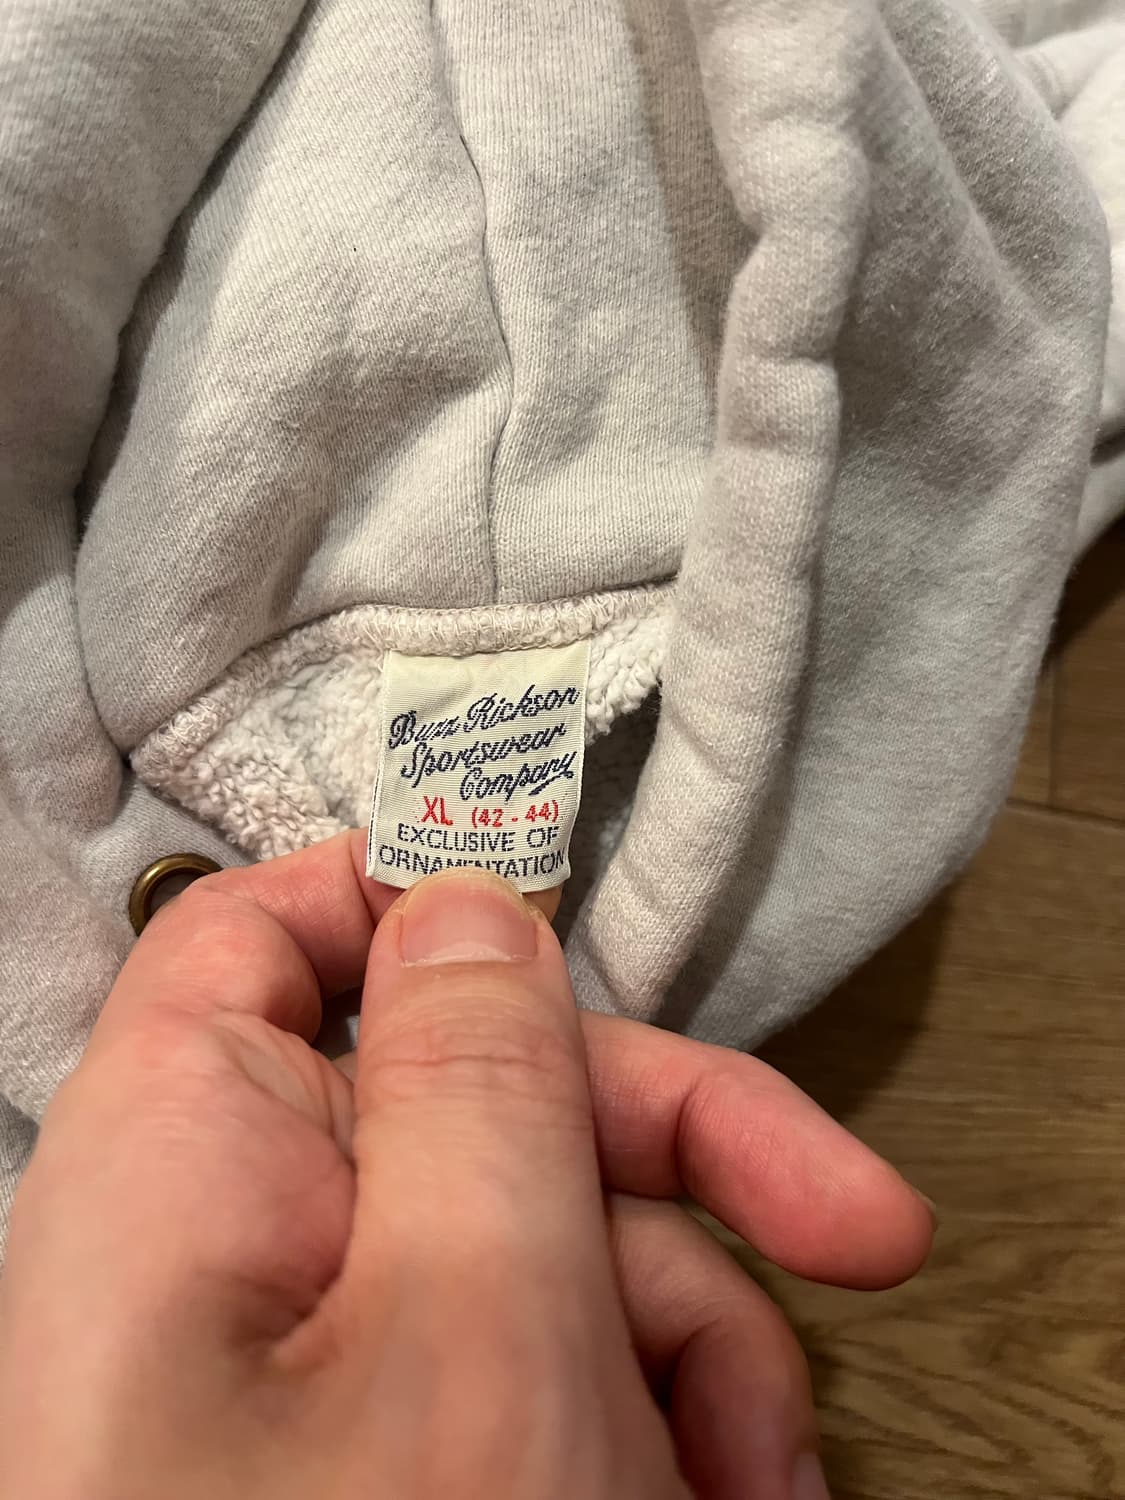 Buzz Rickson
Sportswear
Company
XL (42 - 44)
EXCLUSIVE OF
ORNAMENTATION